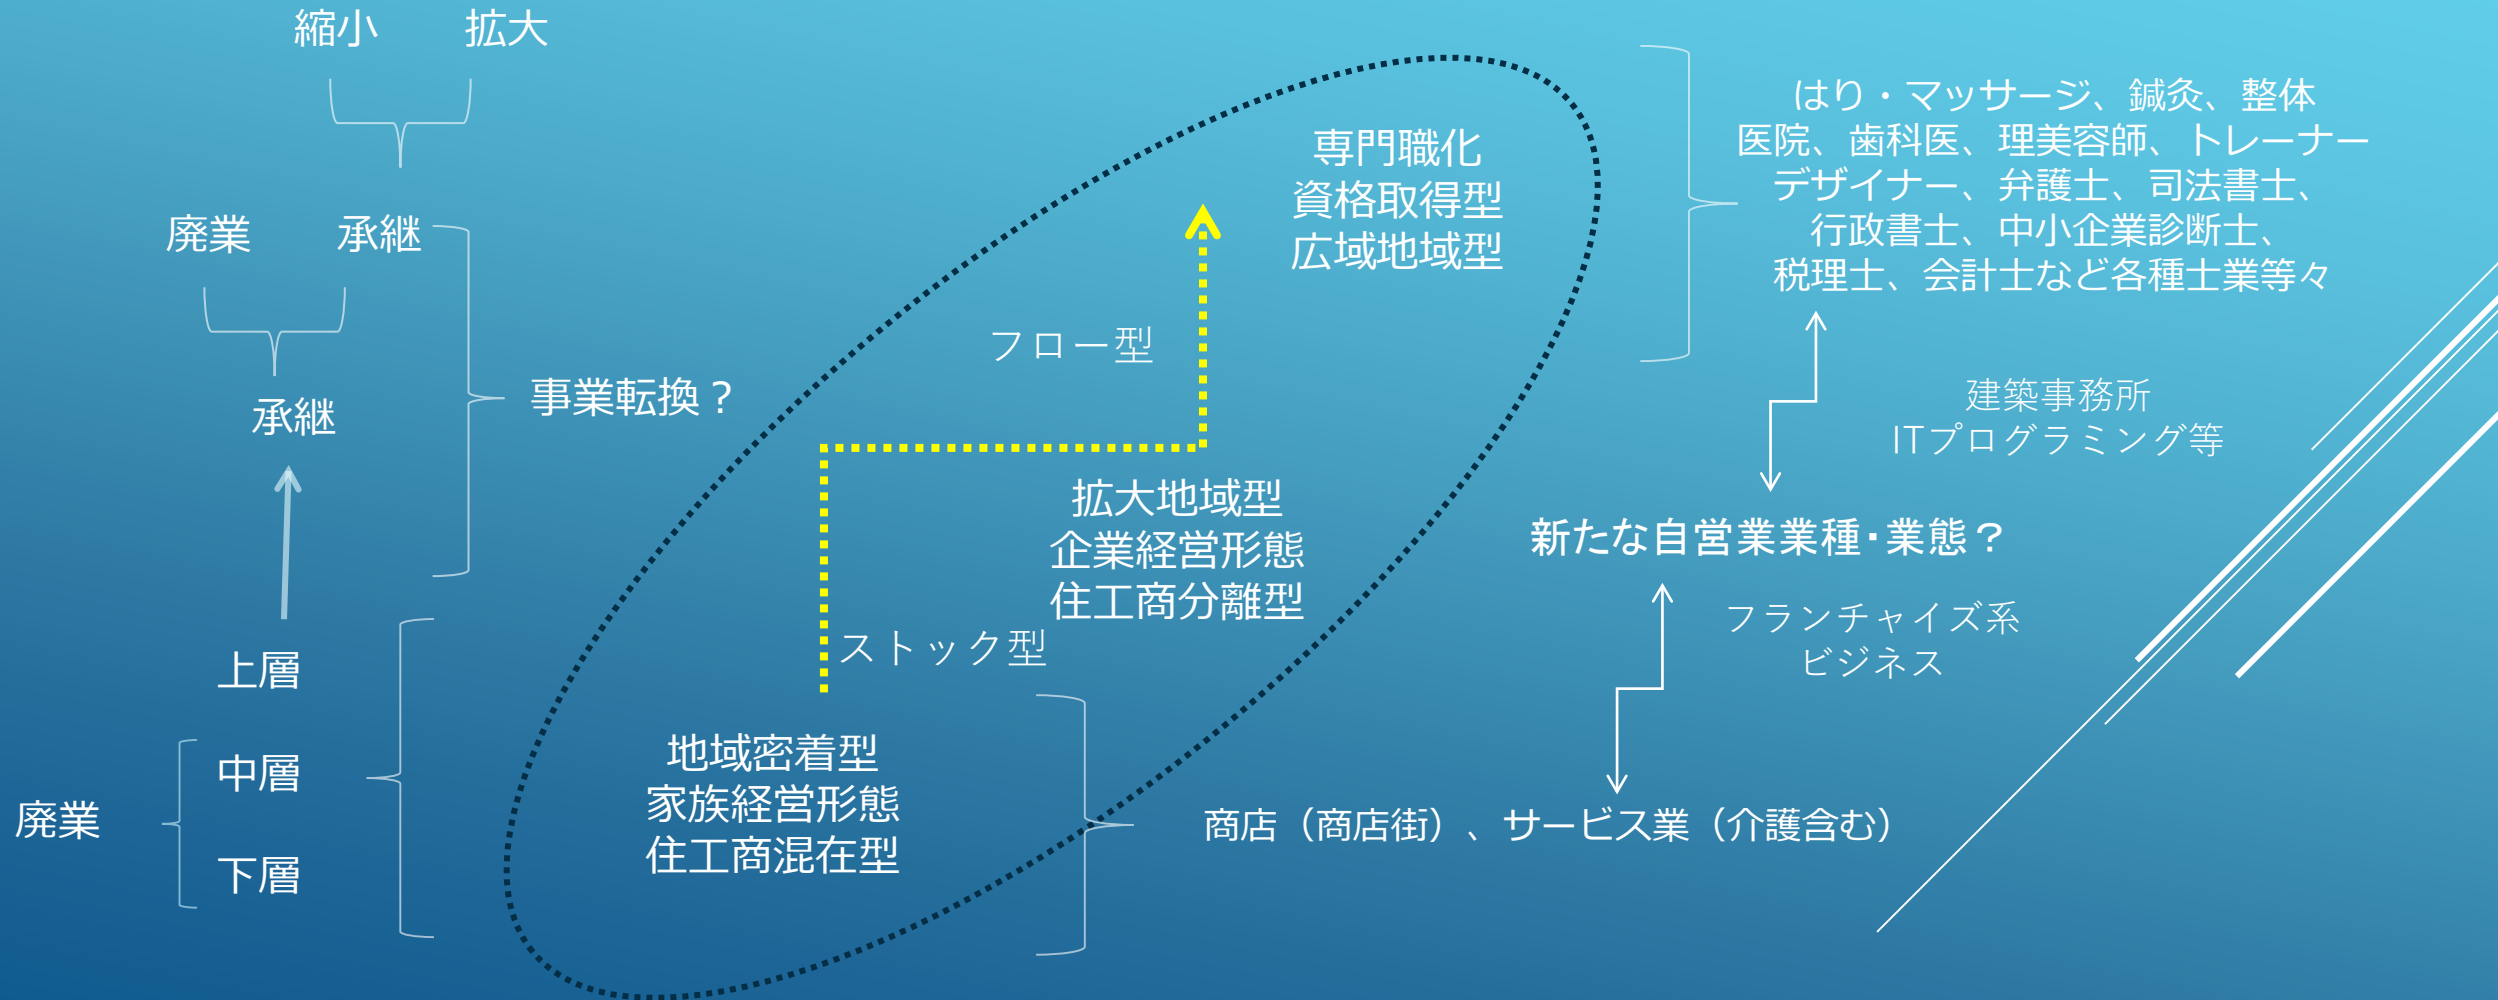 縮小
拡大
廃業
承継
承継
事業転換？
上層
中層
下層
廃業
専門職化
資格取得型
広域地域型
フロー型
拡大地域型
企業経営形態
住工商分離型
ストック型
地域密着型
家族経営形態
住工商混在型
はり・マッサージ、鍼灸、整体
医院、歯科医、理美容師、トレーナー
デザイナー、弁護士、司法書士、
行政書士、中小企業診断士、
税理士、会計士など各種士業等々
建築事務所
ITプログラミング等
新たな自営業業種･業態？
フランチャイズ系
ビジネス
商店（商店街）、サービス業（介護含む）